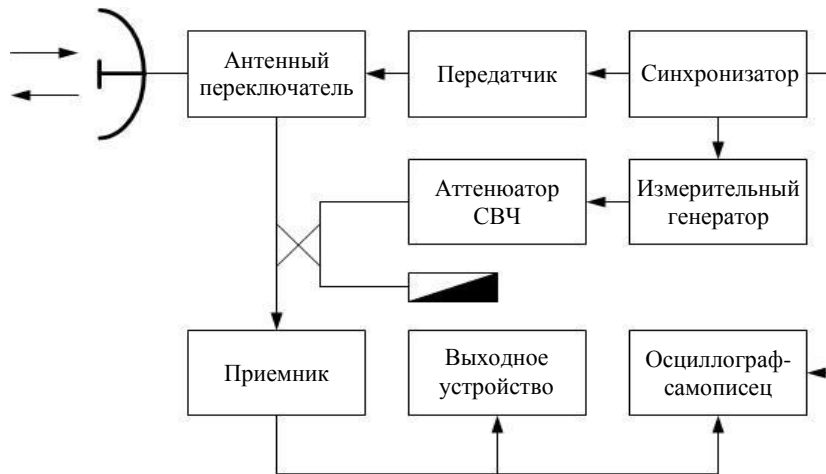 Антенный
переключатель
Передатчик
Синхронизатор
Аттенюатор
СВЧ
Измерительный
генератор
Приемник
Выходное
устройство
Осциллограф-
самописец